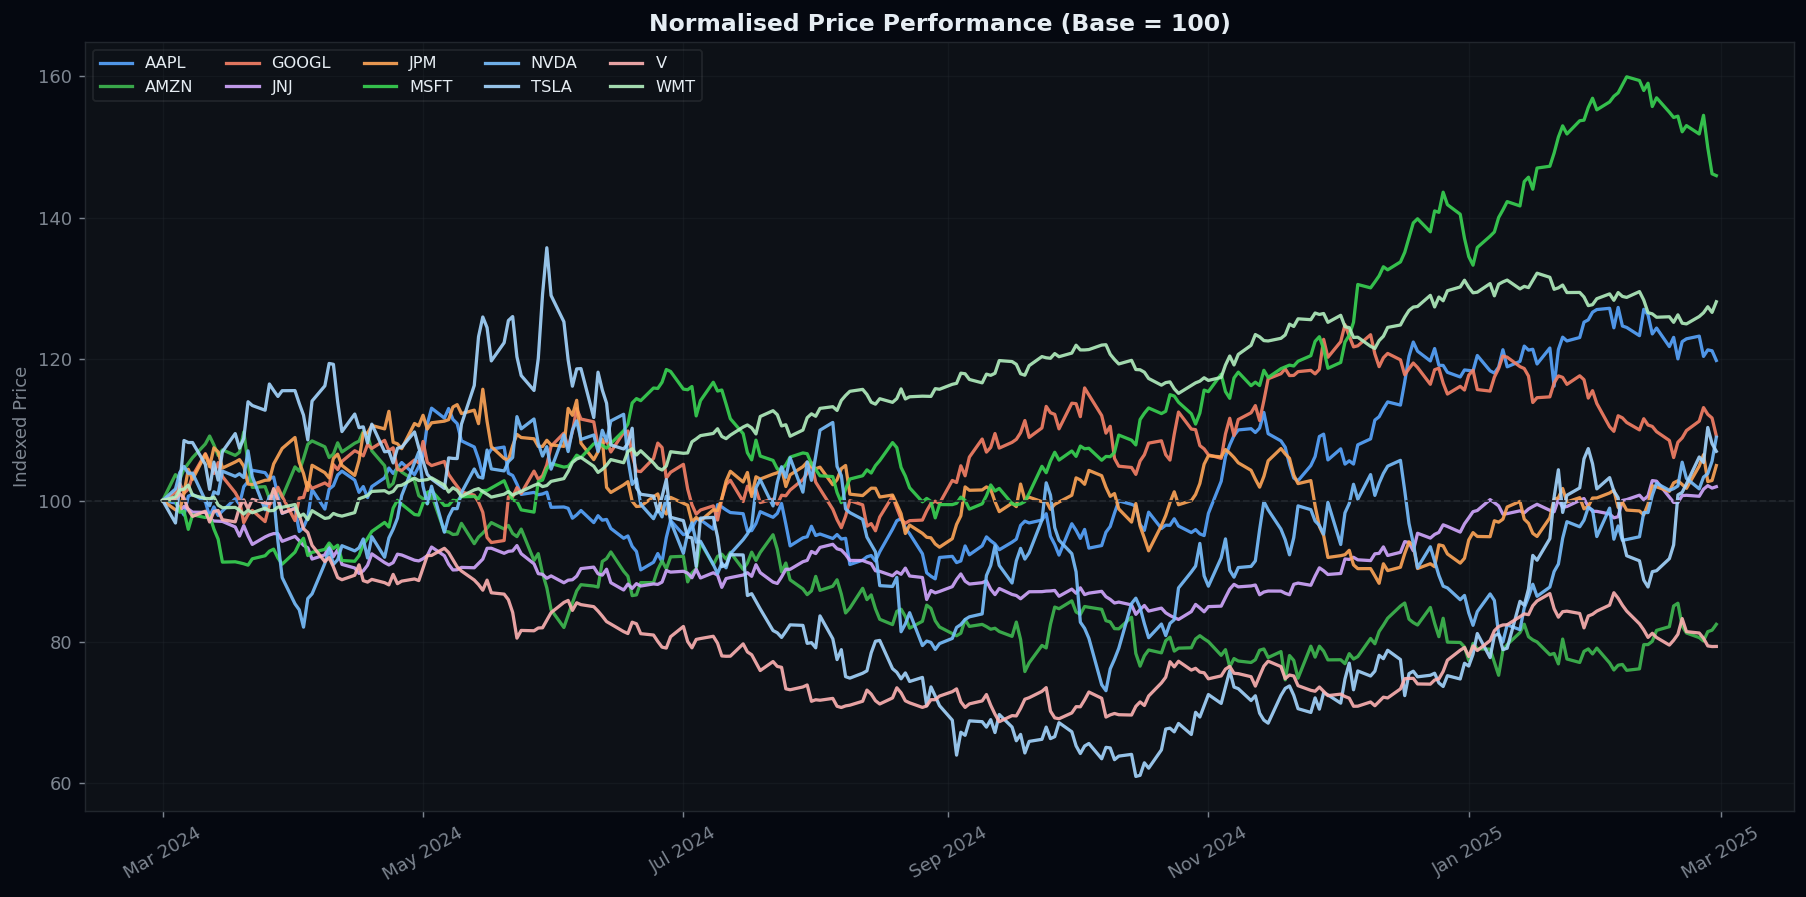 Normalised Price Performance (Base = 100)
AAPL GOOGL JPM NVDA V
AMZN JNJ MSFT TSLA WMT
Indexed Price
160
140
120
100
80
60
Mar 2024 May 2024 Jul 2024 Sep 2024 Nov 2024 Jan 2025 Mar 2025